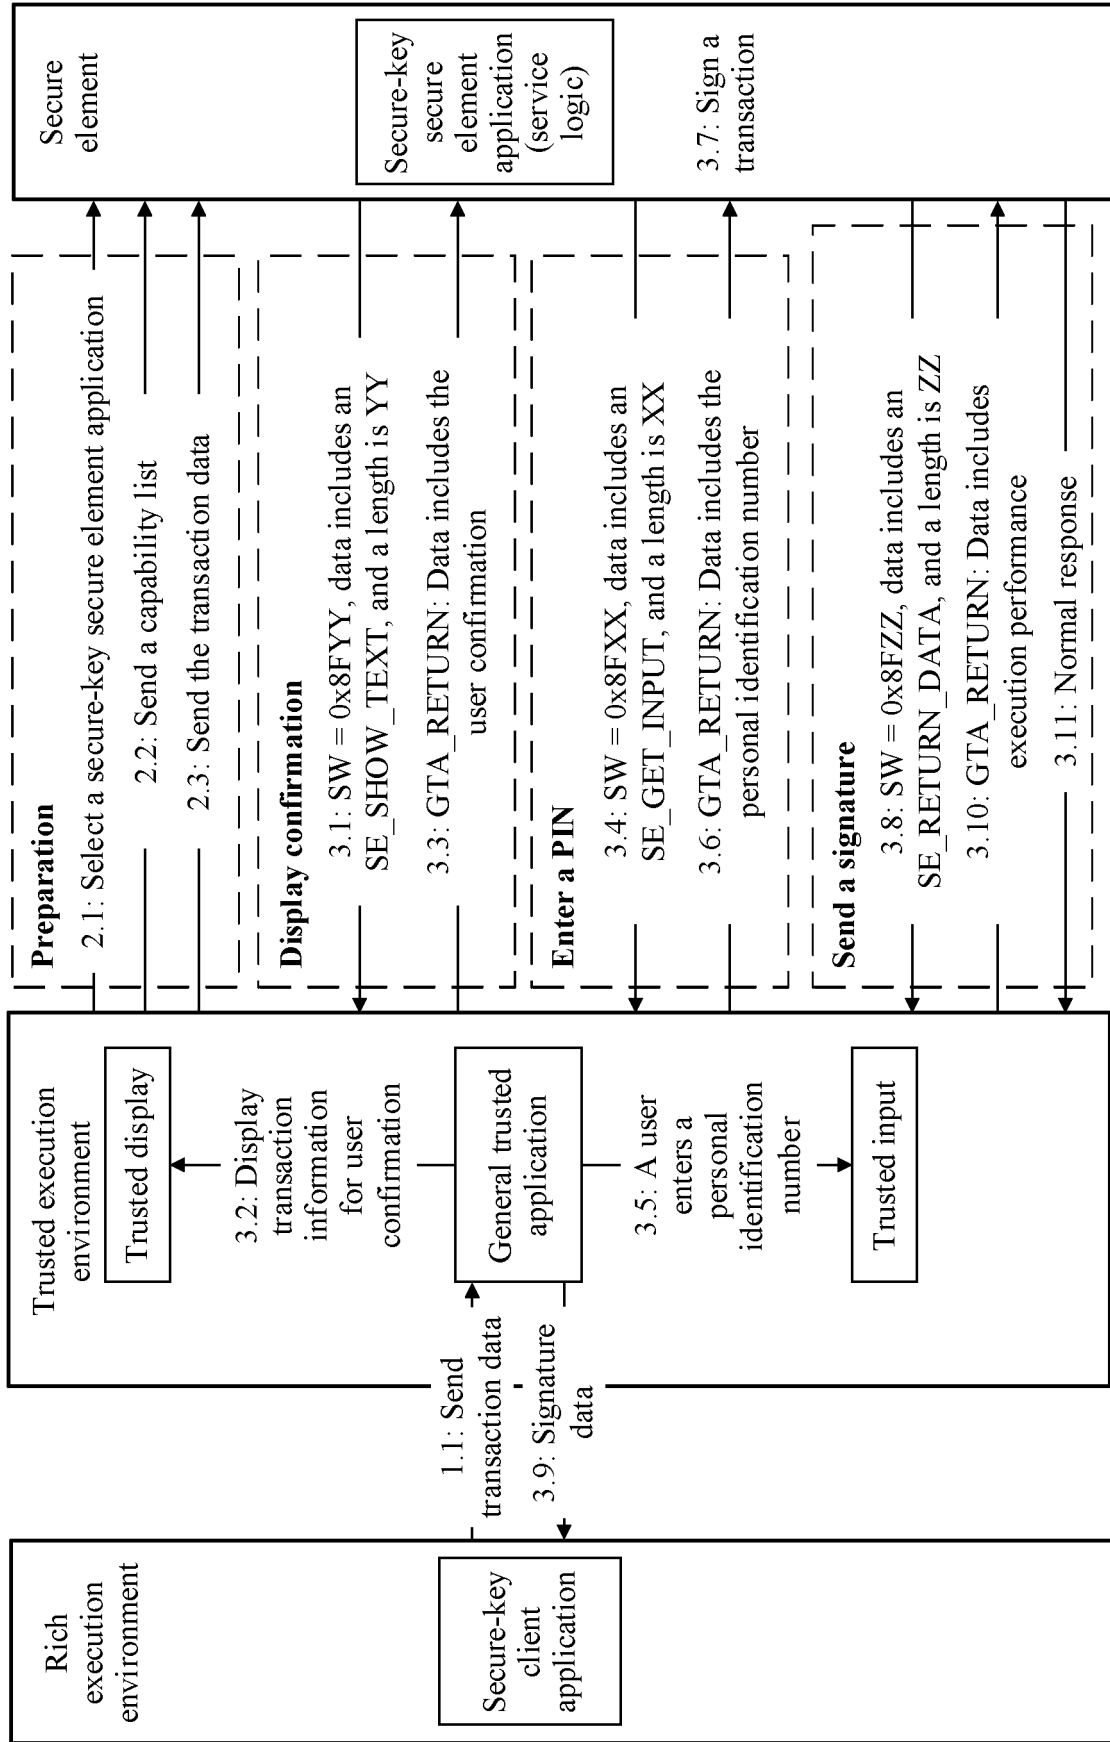 Rich
execution
environment
Secure-key
client
application
1.1: Send
transaction data
3.9: Signature
data
Trusted execution
environment
Trusted display
3.2: Display
transaction
information
for user
confirmation
General trusted
application
3.5: A user
enters a
personal
identification
number
Trusted input
Preparation
2.1: Select a secure-key secure element application
2.2: Send a capability list
2.3: Send the transaction data
Display confirmation
3.1: SW = 0x8FYY, data includes an
SE_SHOW_TEXT, and a length is YY
3.3: GTA_RETURN: Data includes the
user confirmation
Enter a PIN
3.4: SW = 0x8FXX, data includes an
SE_GET_INPUT, and a length is XX
3.6: GTA_RETURN: Data includes the
personal identification number
Send a signature
3.8: SW = 0x8FZZ, data includes an
SE_RETURN_DATA, and a length is ZZ
3.10: GTA_RETURN: Data includes
execution performance
3.11: Normal response
Secure
element
Secure-key
secure
element
application
(service
logic)
3.7: Sign a
transaction